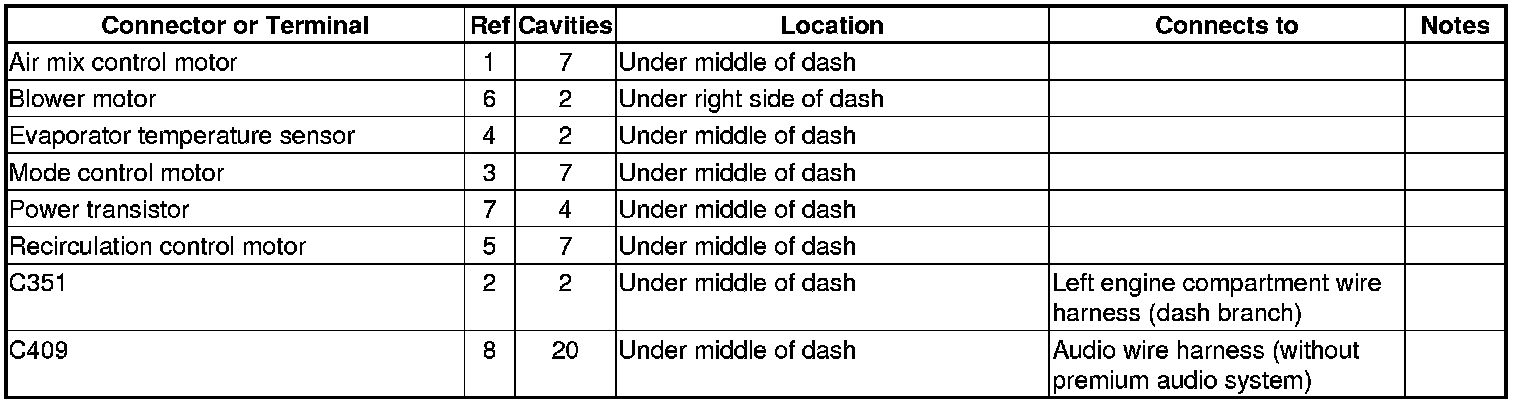 Connector or Terminal Ref Cavities Location Connects to Notes
Air mix control motor 1 7 Under middle of dash
Blower motor 6 2 Under right side of dash
Evaporator temperature sensor 4 2 Under middle of dash
Mode control motor 3 7 Under middle of dash
Power transistor 7 4 Under middle of dash
Recirculation control motor 5 7 Under middle of dash
C351 2 2 Under middle of dash Left engine compartment wire
harness (dash branch)
C409 8 20 Under middle of dash Audio wire harness (without
premium audio system)